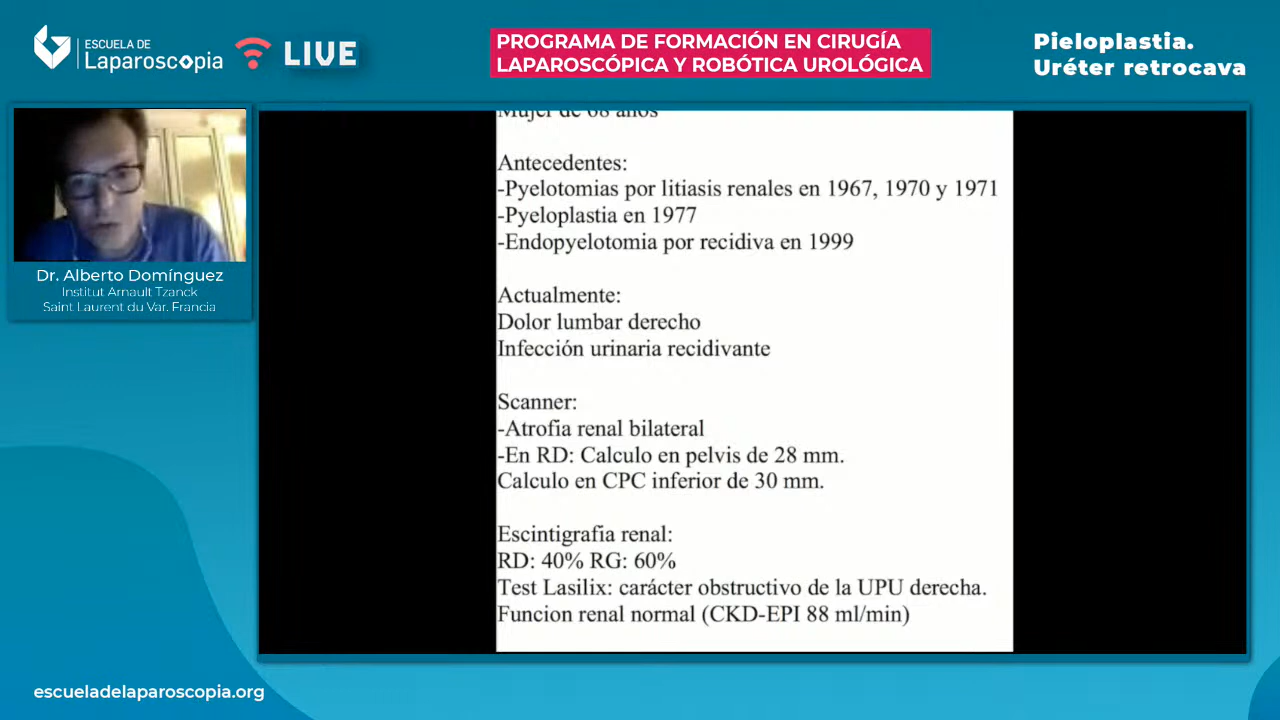 ESCUELA DE
Laparoscopia
LIVE
PROGRAMA DE FORMACIÓN EN CIRUGÍA
LAPAROSCÓPICA Y ROBÓTICA UROLÓGICA
Pieloplastia.
Uréter retrocava
Dr. Alberto Domínguez
Institut Arnault Tzanck
Saint Laurent du Var. Francia
Mujer de 68 años
Antecedentes:
-Pyelotomias por litiasis renales en 1967, 1970 y 1971
-Pyeloplastia en 1977
-Endopyelotomia por recidiva en 1999
Actualmente:
Dolor lumbar derecho
Infección urinaria recidivante
Scanner:
-Atrofia renal bilateral
-En RD: Calculo en pelvis de 28 mm.
Calculo en CPC inferior de 30 mm.
Escintigrafia renal:
RD: 40% RG: 60%
Test Lasilix: carácter obstructivo de la UPU derecha.
Funcion renal normal (CKD-EPI 88 ml/min)
escueladelaparoscopia.org